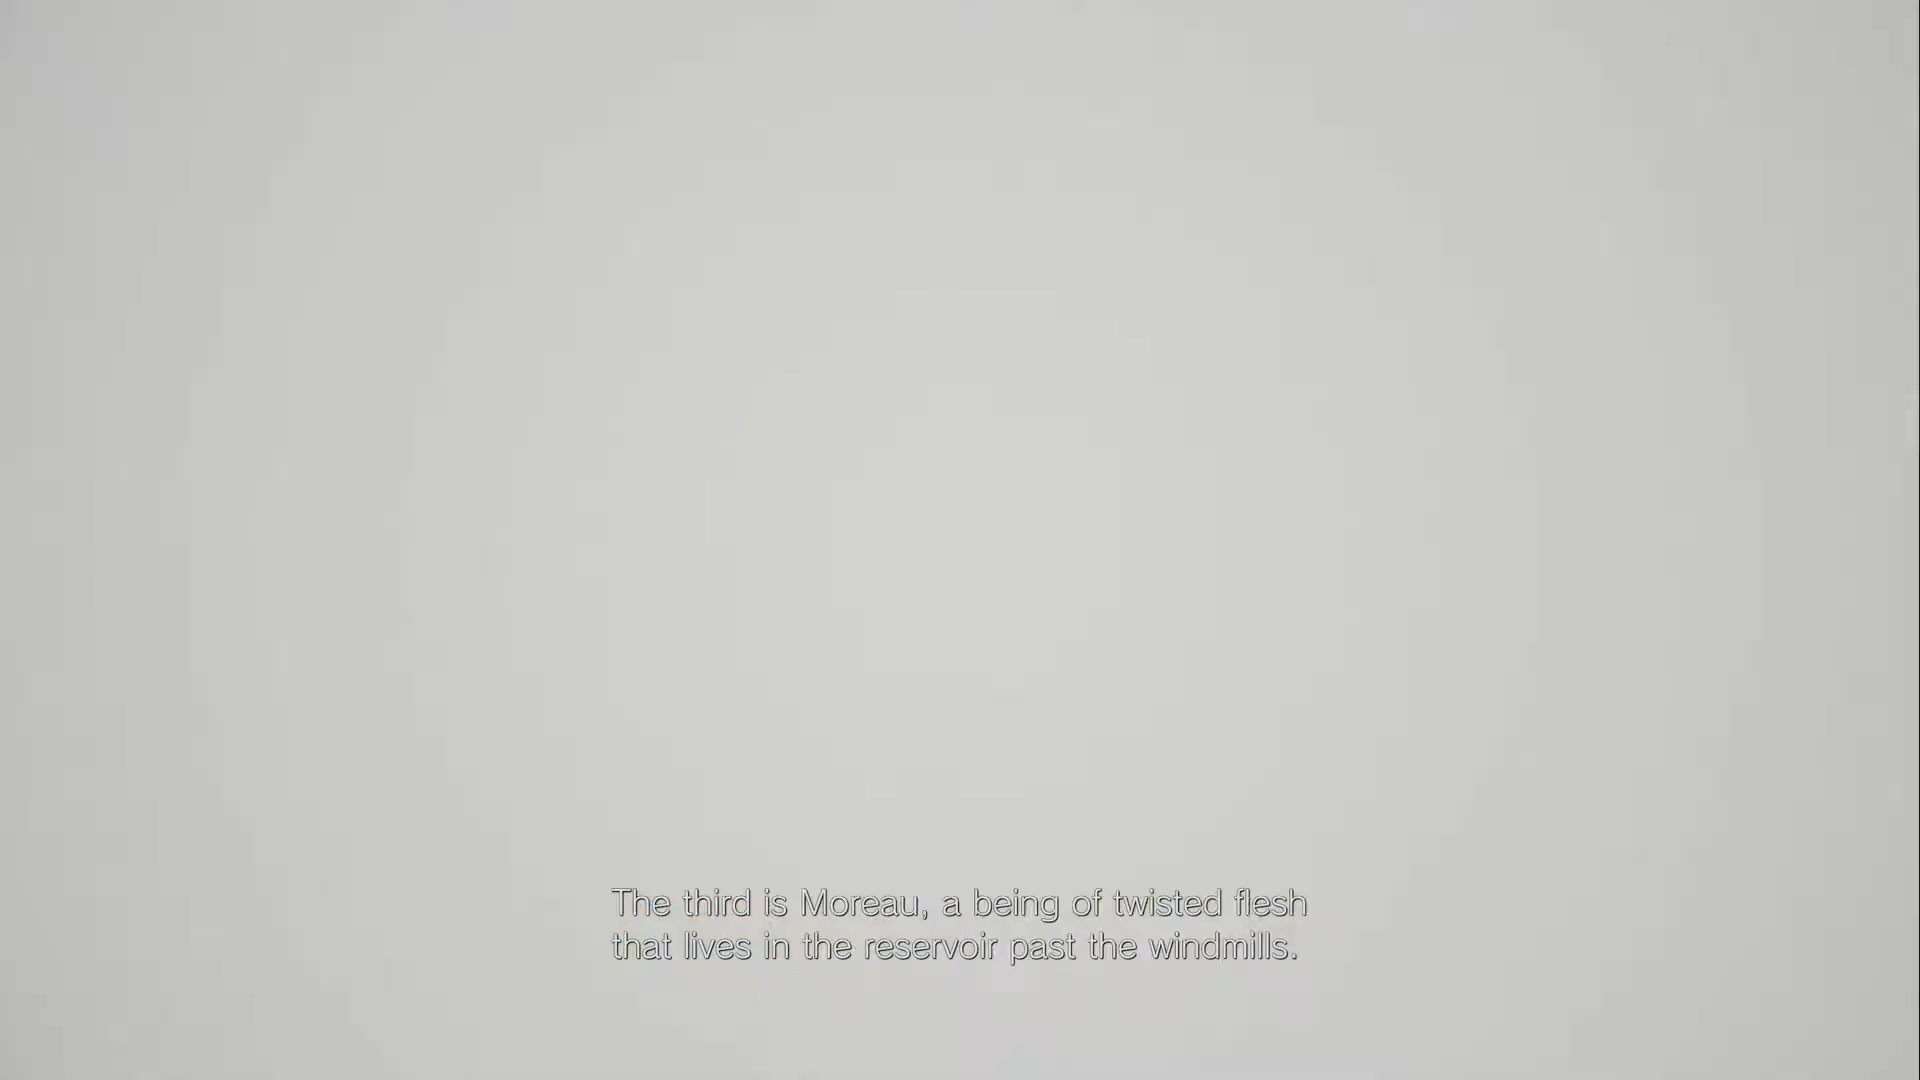 The third is Moreau, a being of twisted flesh
that lives in the reservoir past the windmills.